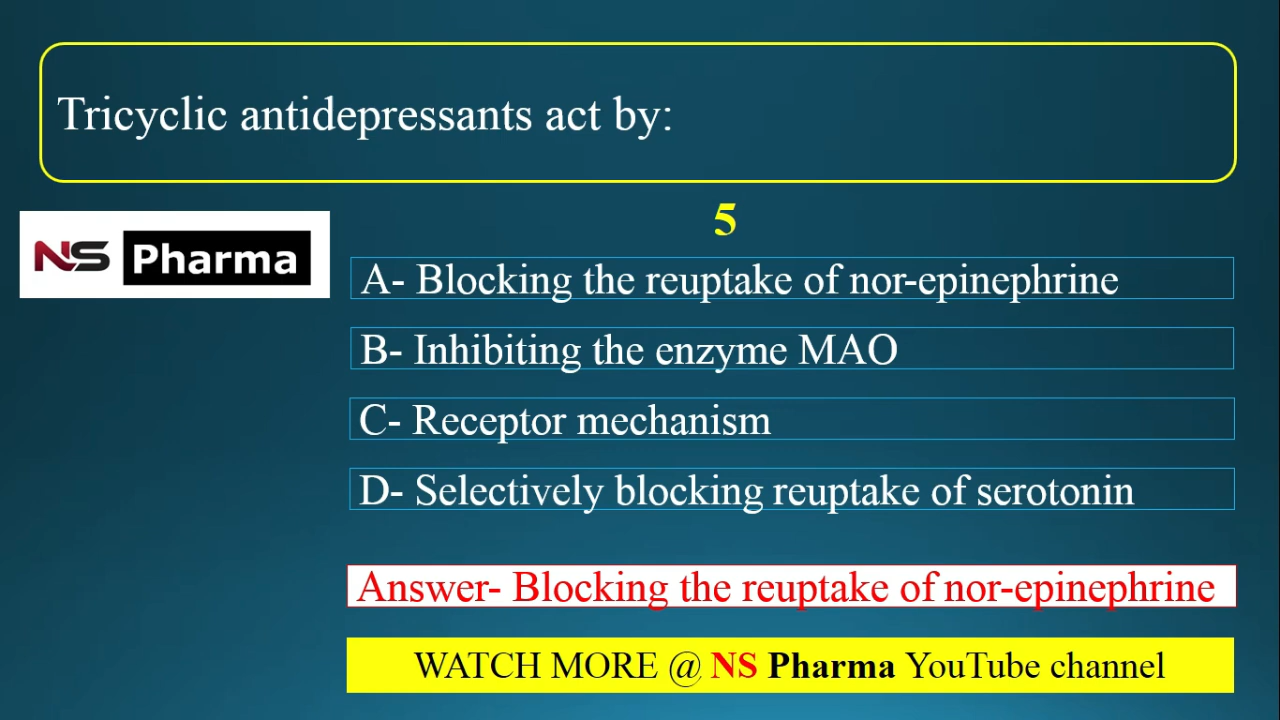 Tricyclic antidepressants act by:
5
NS Pharma
A- Blocking the reuptake of nor-epinephrine
B- Inhibiting the enzyme MAO
C- Receptor mechanism
D- Selectively blocking reuptake of serotonin
Answer- Blocking the reuptake of nor-epinephrine
WATCH MORE @ NS Pharma YouTube channel